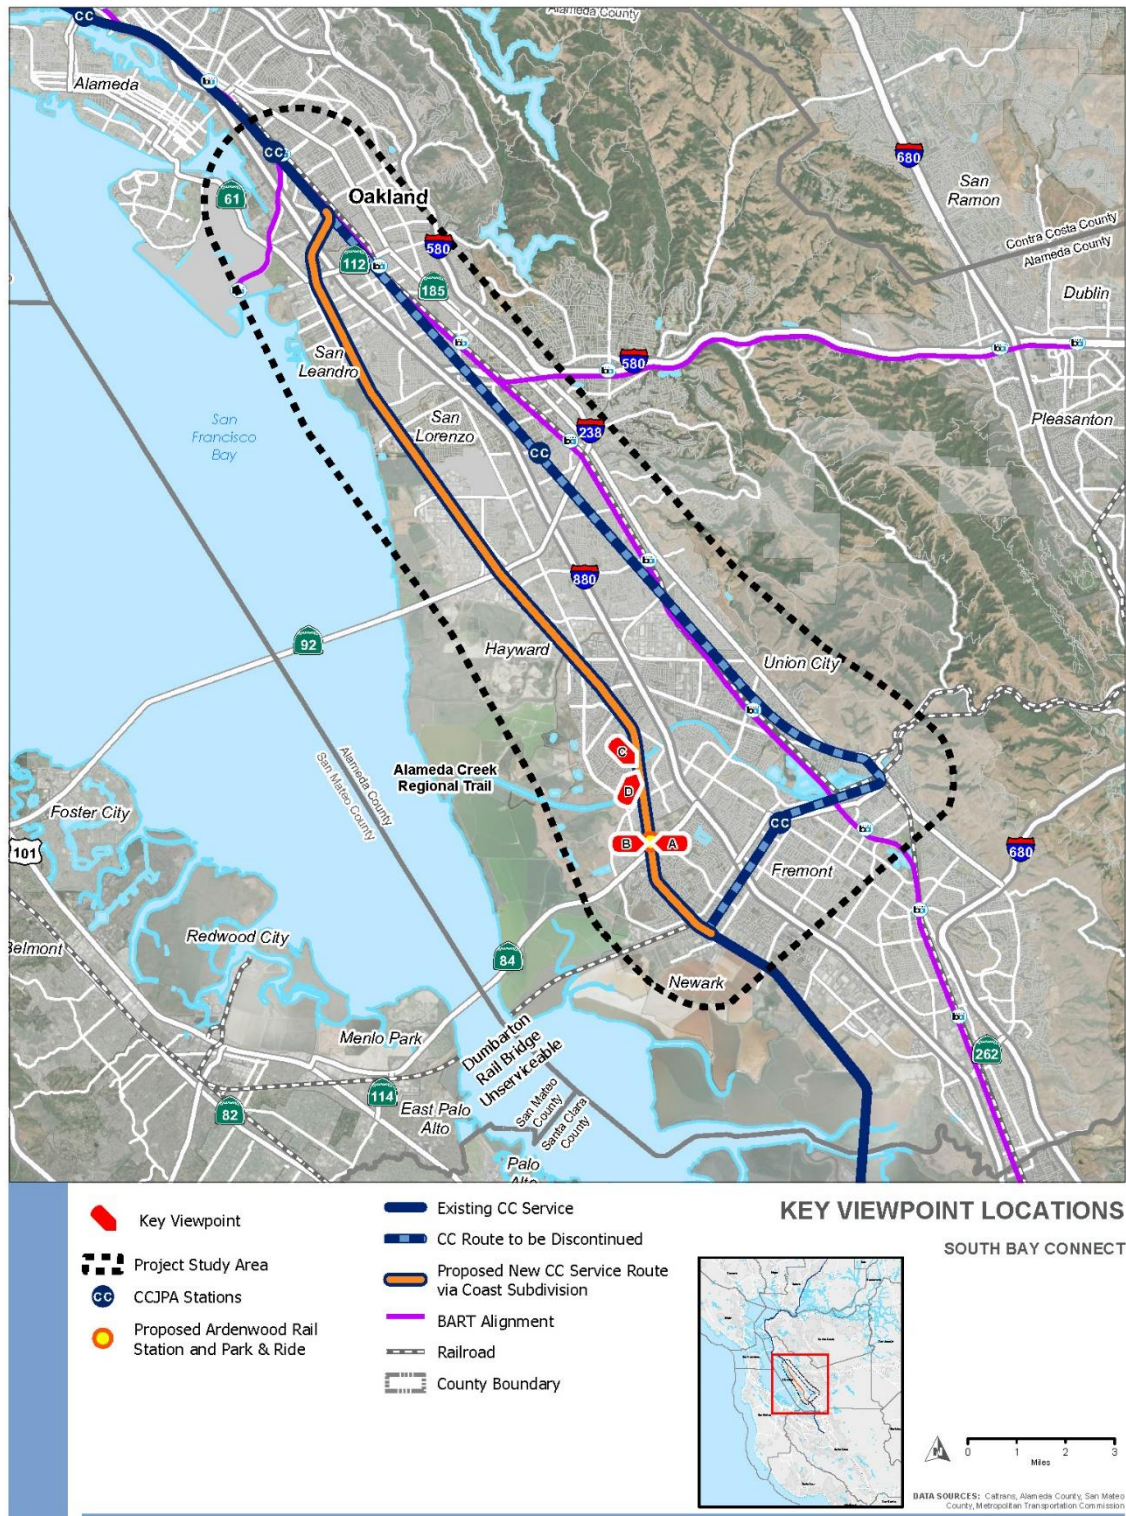 Alameda County
CC
Alameda
CC
61
Oakland
580
680
San
Ramon
Contra Costa County
Alameda County
112
185
Dublin
San
Leandro
580
San
Francisco
Bay
San
Lorenzo
238
Pleasanton
CC
880
92
Hayward
Union City
Alameda County
San Mateo County
C
Alameda Creek
Regional Trail
D
Foster City
CC
101
B
A
680
Fremont
Belmont
Redwood City
84
Newark
Menlo Park
Dumbarton
Rail Bridge
Unserviceable
262
114
82
East Palo
Alto
San Mateo
County
Santa Clara
County
Palo
Alto
Key Viewpoint
Project Study Area
CC
CCJPA Stations
Proposed Ardenwood Rail
Station and Park & Ride
Existing CC Service
CC Route to be Discontinued
Proposed New CC Service Route
via Coast Subdivision
BART Alignment
Railroad
County Boundary
KEY VIEWPOINT LOCATIONS
SOUTH BAY CONNECT
N
0 1 2 3
Miles
DATA SOURCES: Caltrans, Alameda County, San Mateo
County, Metropolitan Transportation Commission